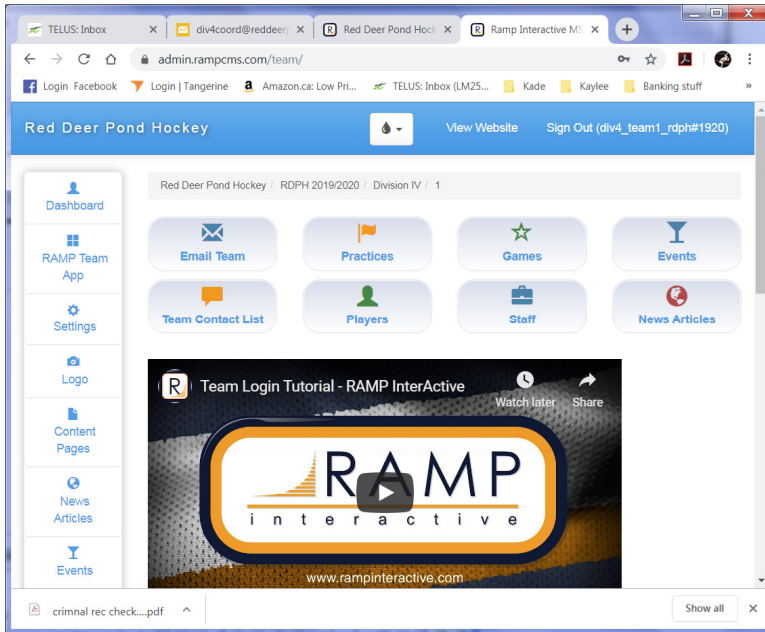 TELUS: Inbox
div4coord@reddeerp
Red Deer Pond Hock
Ramp Interactive MS
admin.rampcms.com/team/
Login Facebook
Login | Tangerine
Amazon.ca: Low Pri...
TELUS: Inbox (LM25...
Kade
Kaylee
Banking stuff
»
Red Deer Pond Hockey
View Website
Sign Out (div4_team1_rdph#1920)
Dashboard
RAMP Team
App
Settings
Logo
Content
Pages
News
Articles
Events
Red Deer Pond Hockey / RDPH 2019/2020 / Division IV / 1
Email Team
Practices
Games
Events
Team Contact List
Players
Staff
News Articles
R
Team Login Tutorial - RAMP InterActive
Watch later
Share
RAMP
interactive
www.rampinteractive.com
crimnal rec check....pdf
Show all